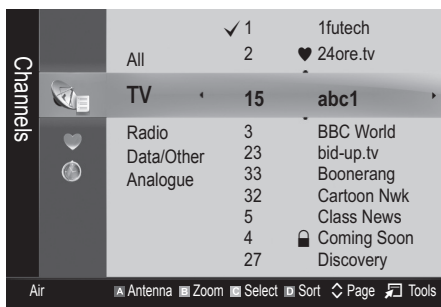 Channels
✓ 1 1futech
All 2 ♥ 24ore.tv
TV 15 abc1
Radio 3 BBC World
Data/Other 23 bid-up.tv
Analogue 33 Boonerang
32 Cartoon Nwk
5 Class News
4 Coming Soon
27 Discovery
Air A Antenna B Zoom C Select D Sort Page Tools